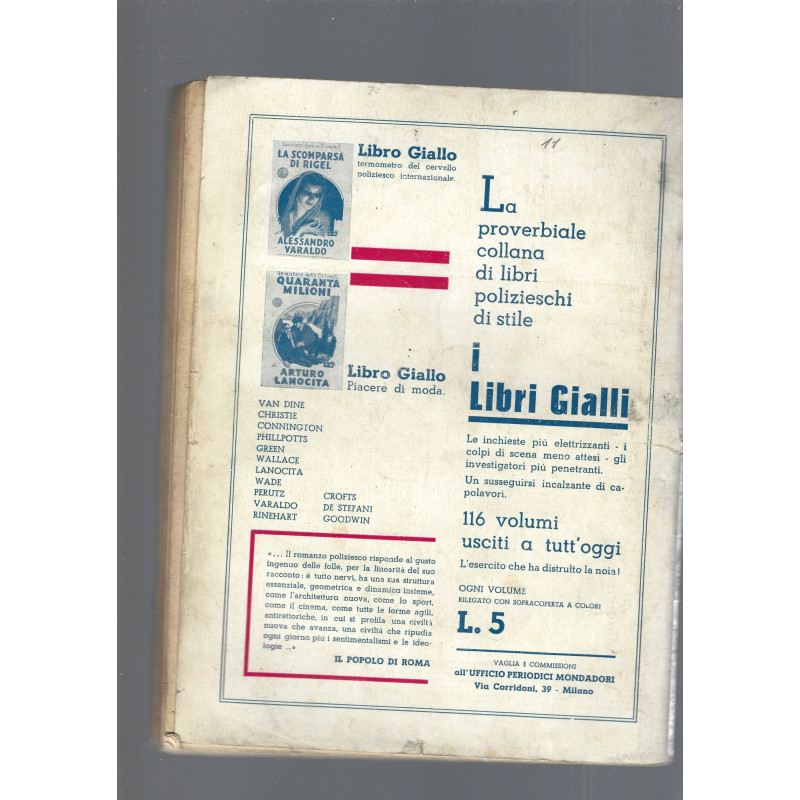 11
LA SCOMPARSA
DI RIGEL
ALESSANDRO
VARALDO
Libro Giallo
termometro del cervello
poliziesco internazionale.
QUARANTA
MILIONI
ARTURO
LANOCITA
Libro Giallo
Piacere di moda.
VAN DINE
CHRISTIE
CONNINGTON
PHILLPOTTS
GREEN
WALLACE
LANOCITA
WADE
PERUTZ CROFTS
VARALDO DE STEFANI
RINEHART GOODWIN
«... Il romanzo poliziesco risponde al gusto
ingenuo delle folle, per la linearità del suo
racconto: è tutto nervi, ha una sua struttura
essenziale, geometrica e dinamica insieme,
come l'architettura nuova, come lo sport,
come il cinema, come tutte le forme agili,
antirettoriche, in cui si profila una civiltà
nuova che avanza, una civiltà che ripudia
ogni giorno più i sentimentalismi e le ideo-
logie ...»
IL POPOLO DI ROMA
La
proverbiale
collana
di libri
polizieschi
di stile
i
Libri Gialli
Le inchieste più elettrizzanti - i
colpi di scena meno attesi - gli
investigatori più penetranti.
Un susseguirsi incalzante di ca-
polavori.
116 volumi
usciti a tutt'oggi
L'esercito che ha distrutto la noia!
OGNI VOLUME
RILEGATO CON SOPRACOPERTA A COLORI
L. 5
VAGLIA E COMMISSIONI
all'UFFICIO PERIODICI MONDADORI
Via Corridoni, 39 - Milano